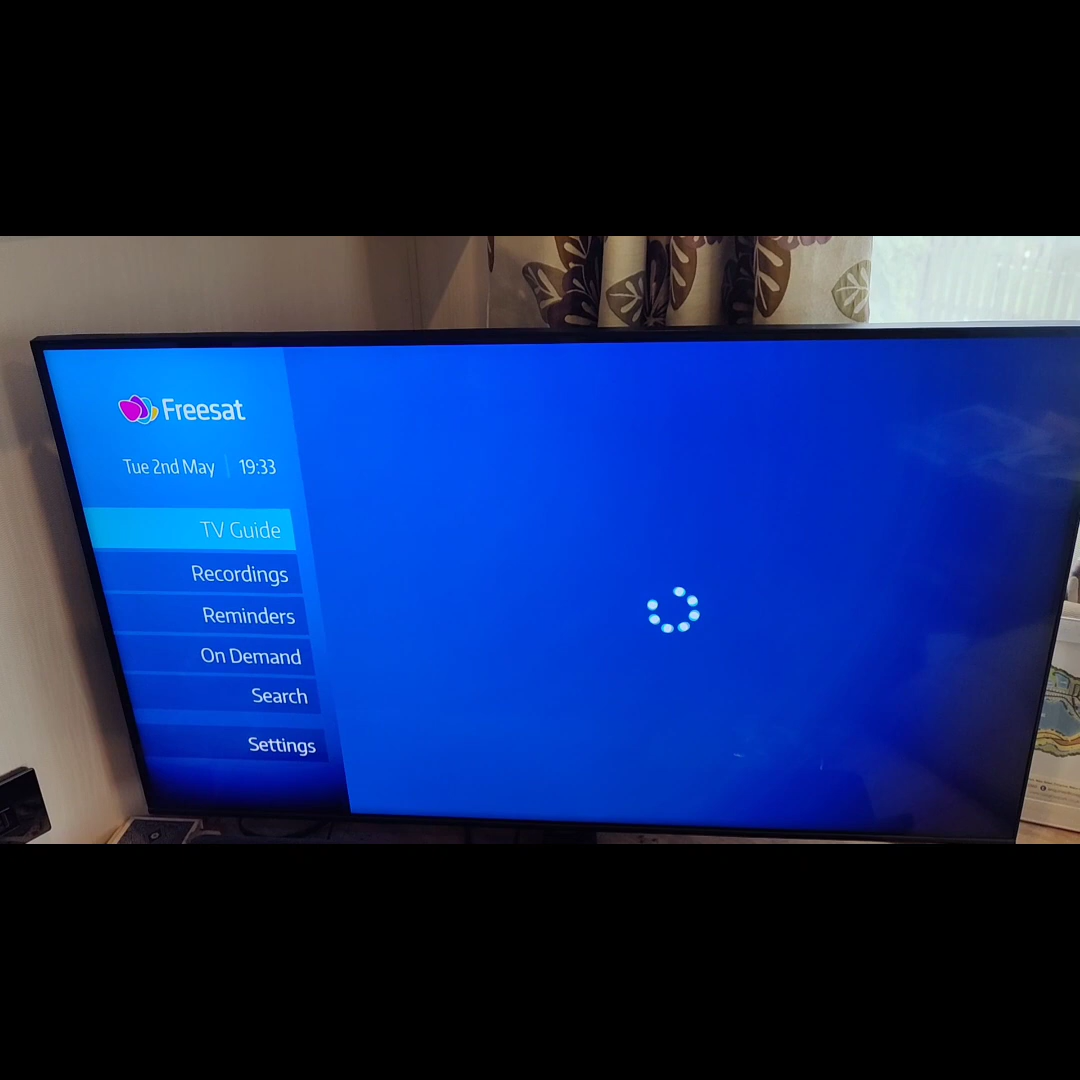 Freesat
Tue 2nd May 19:33
TV Guide
Recordings
Reminders
On Demand
Search
Settings